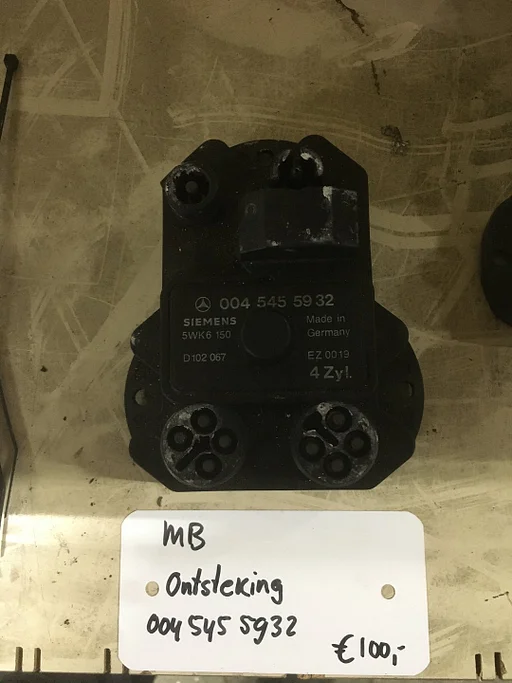 004 545 59 32
SIEMENS Made in
5WK6 150 Germany
D102 067 EZ 0019
4 Zyl.
MB
Ontsteking
004 545 5932
€100,-